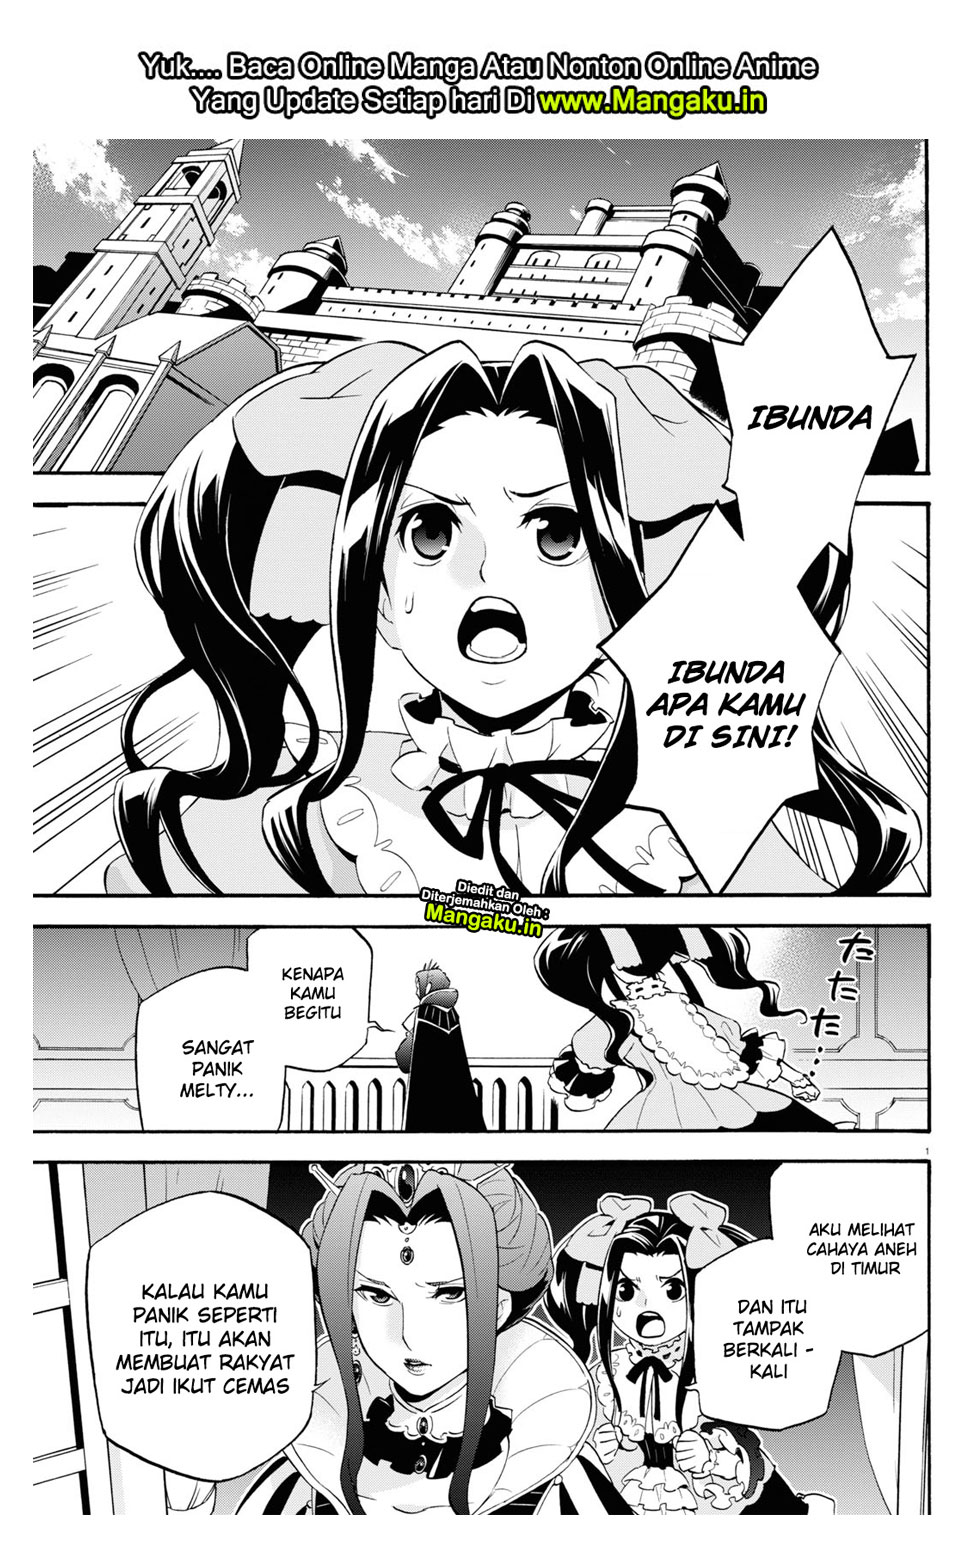 Yuk.... Baca Online Manga Atau Nonton Online Anime
Yang Update Setiap hari Di www.Mangaku.in
IBUNDA
IBUNDA
APA KAMU
DI SINI!
Diedit dan
Diterjemahkan Oleh :
Mangaku.in
たたた...
KENAPA
KAMU
BEGITU
SANGAT
PANIK
MELTY...
1
AKU MELIHAT
CAHAYA ANEH
DI TIMUR
DAN ITU
TAMPAK
BERKALI -
KALI
KALAU KAMU
PANIK SEPERTI
ITU, ITU AKAN
MEMBUAT RAKYAT
JADI IKUT CEMAS